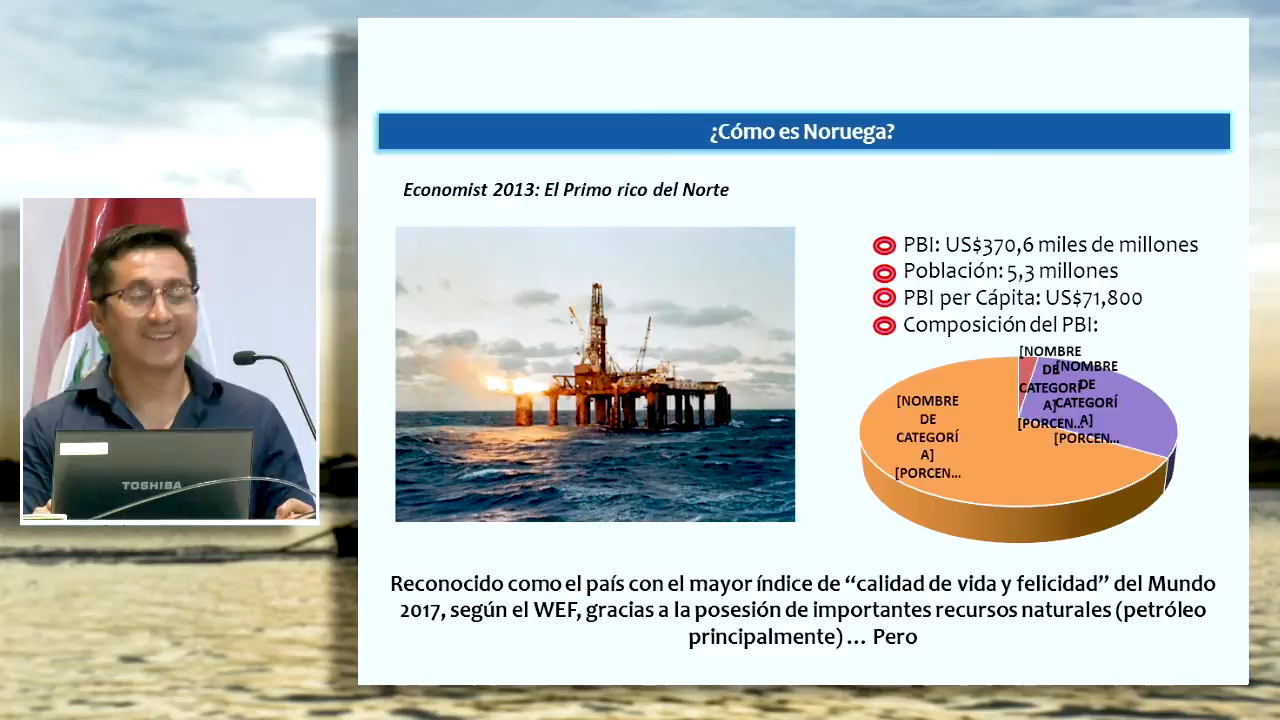 ¿Cómo es Noruega?
Economist 2013: El Primo rico del Norte
PBI: US$370,6 miles de millones
Población: 5,3 millones
PBI per Cápita: US$71,800
Composición del PBI:
[NOMBRE
DE
CATEGORÍ
A]
[PORCEN...
[NOMBRE
DE
CATEGORÍ
A]
[PORCEN...
[NOMBRE
DE
CATEGORÍ
A]
[PORCEN...
TOSHIBA
Reconocido como el país con el mayor índice de “calidad de vida y felicidad” del Mundo
2017, según el WEF, gracias a la posesión de importantes recursos naturales (petróleo
principalmente) ... Pero